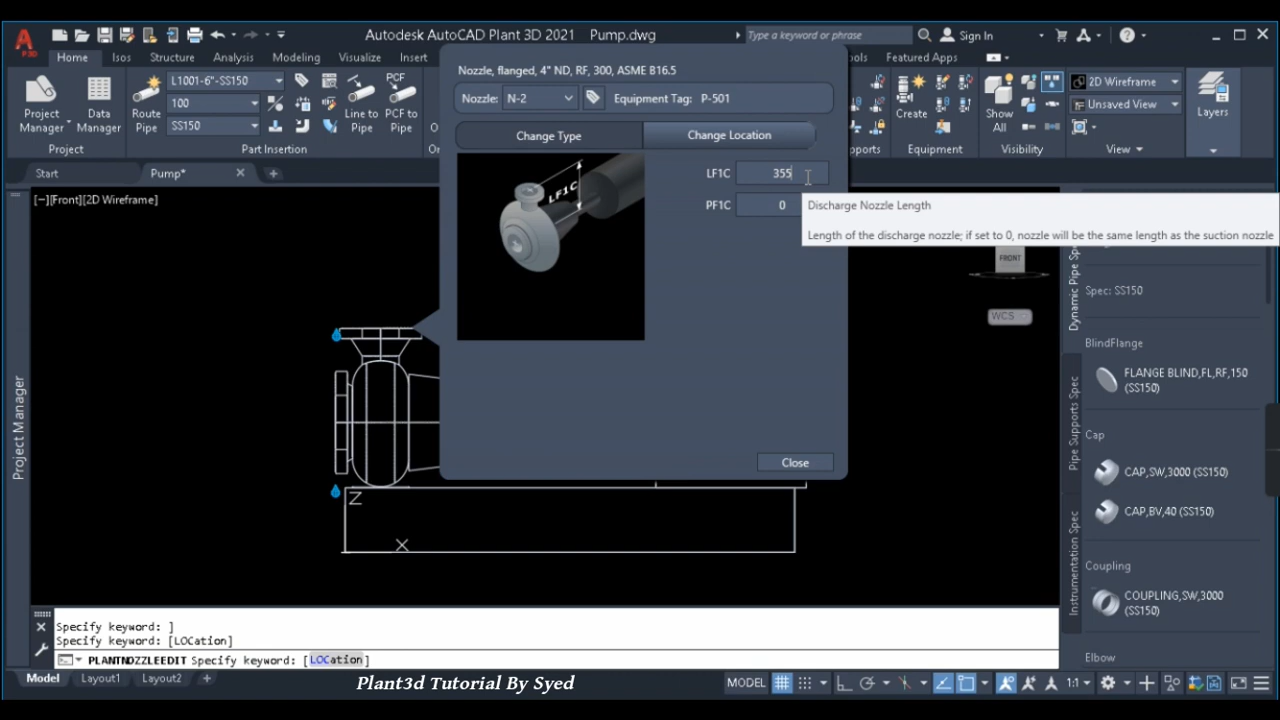 Autodesk AutoCAD Plant 3D 2021 Pump.dwg
Type a keyword or phrase
Sign In
Home
Isos
Structure
Analysis
Modeling
Visualize
Insert
ools
Featured Apps
L1001-6"-SS150
100
SS150
Project
Manager
Data
Manager
Route
Pipe
PCF
Line to
Pipe
PCF to
Pipe
Project
Part Insertion
Create
Show
All
2D Wireframe
Unsaved View
Layers
pports
Equipment
Visibility
View
Start
Pump*
[−][Front][2D Wireframe]
Nozzle, flanged, 4" ND, RF, 300, ASME B16.5
Nozzle: N-2
Equipment Tag: P-501
Change Type
Change Location
LF1C
LF1C 355
PF1C 0
Discharge Nozzle Length
Length of the discharge nozzle; if set to 0, nozzle will be the same length as the suction nozzle
Close
FRONT
WCS
Z
X
Project Manager
Dynamic Pipe Spec
Pipe Supports Spec
Instrumentation Spec
Spec: SS150
BlindFlange
FLANGE BLIND,FL,RF,150
(SS150)
Cap
CAP,SW,3000 (SS150)
CAP,BV,40 (SS150)
Coupling
COUPLING,SW,3000
(SS150)
Elbow
Specify keyword: ]
Specify keyword: [LOCation]
PLANTNOZZLEEDIT Specify keyword: [LOCation]
Model
Layout1
Layout2
Plant3d Tutorial By Syed
MODEL
1:1